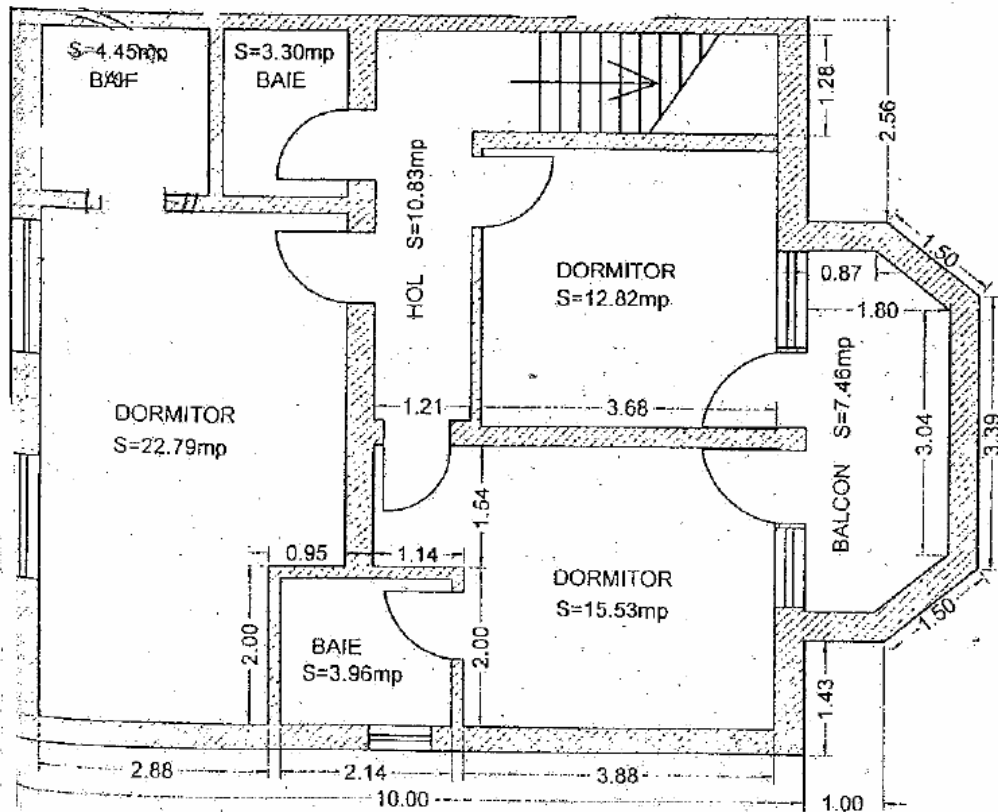 S=4.45mp
BAIE
S=3.30mp
BAIE
1.28
2.56
HOL S=10.83mp
DORMITOR
S=12.82mp
1.50
0.87
1.80
DORMITOR
S=22.79mp
1.21
3.68
BALCON S=7.46mp
3.04
3.39
1.54
0.95
1.14
DORMITOR
S=15.53mp
1.50
2.00
BAIE
S=3.96mp
2.00
1.43
2.88
2.14
3.88
10.00
1.00